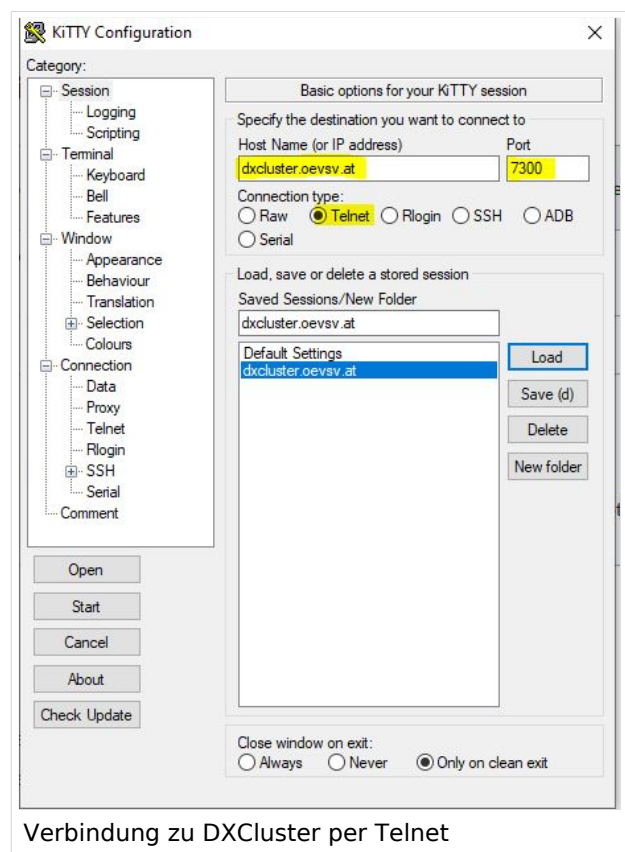 KiTTY Configuration
Category:
Session
Logging
Scripting
Terminal
Keyboard
Bell
Features
Window
Appearance
Behaviour
Translation
Selection
Colours
Connection
Data
Proxy
Telnet
Rlogin
SSH
Serial
Comment
Open
Start
Cancel
About
Check Update
Basic options for your KiTTY session
Specify the destination you want to connect to
Host Name (or IP address) Port
dxcluster.oevsv.at 7300
Connection type:
Raw Telnet Rlogin SSH ADB
Serial
Load, save or delete a stored session
Saved Sessions/New Folder
dxcluster.oevsv.at
Default Settings
dxcluster.oevsv.at
Load
Save (d)
Delete
New folder
Close window on exit:
Always Never Only on clean exit
Verbindung zu DXCluster per Telnet